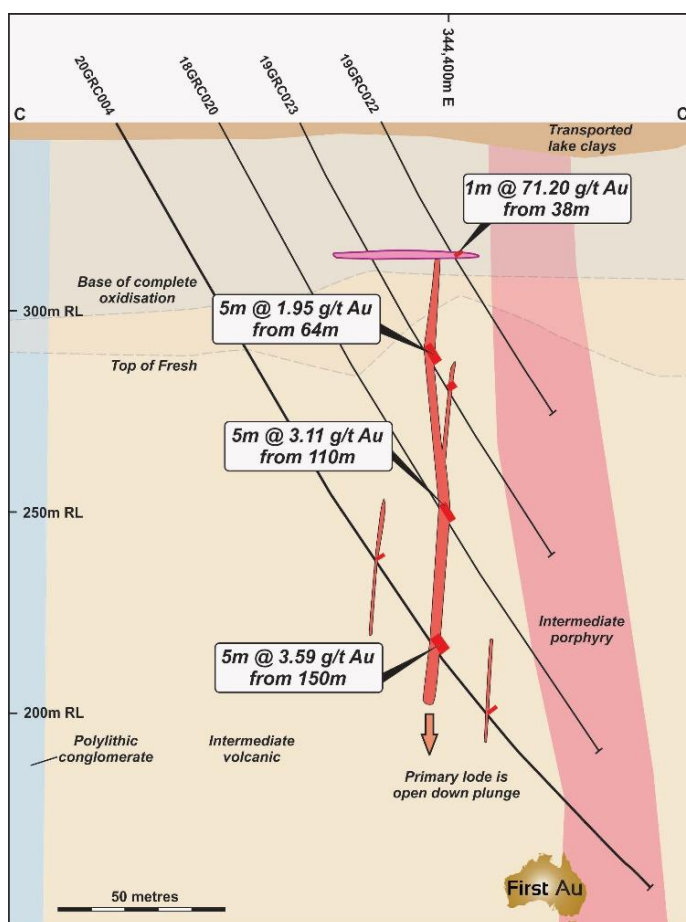 20GRC004
18GRC020
19GRC023
19GRC022
344,400m E
C
C
Transported
lake clays
1m @ 71.20 g/t Au
from 38m
Base of complete
oxidisation
300m RL
5m @ 1.95 g/t Au
from 64m
Top of Fresh
5m @ 3.11 g/t Au
from 110m
250m RL
Intermediate
porphyry
5m @ 3.59 g/t Au
from 150m
200m RL
Polylithic
conglomerate
Intermediate
volcanic
Primary lode is
open down plunge
50 metres
First Au